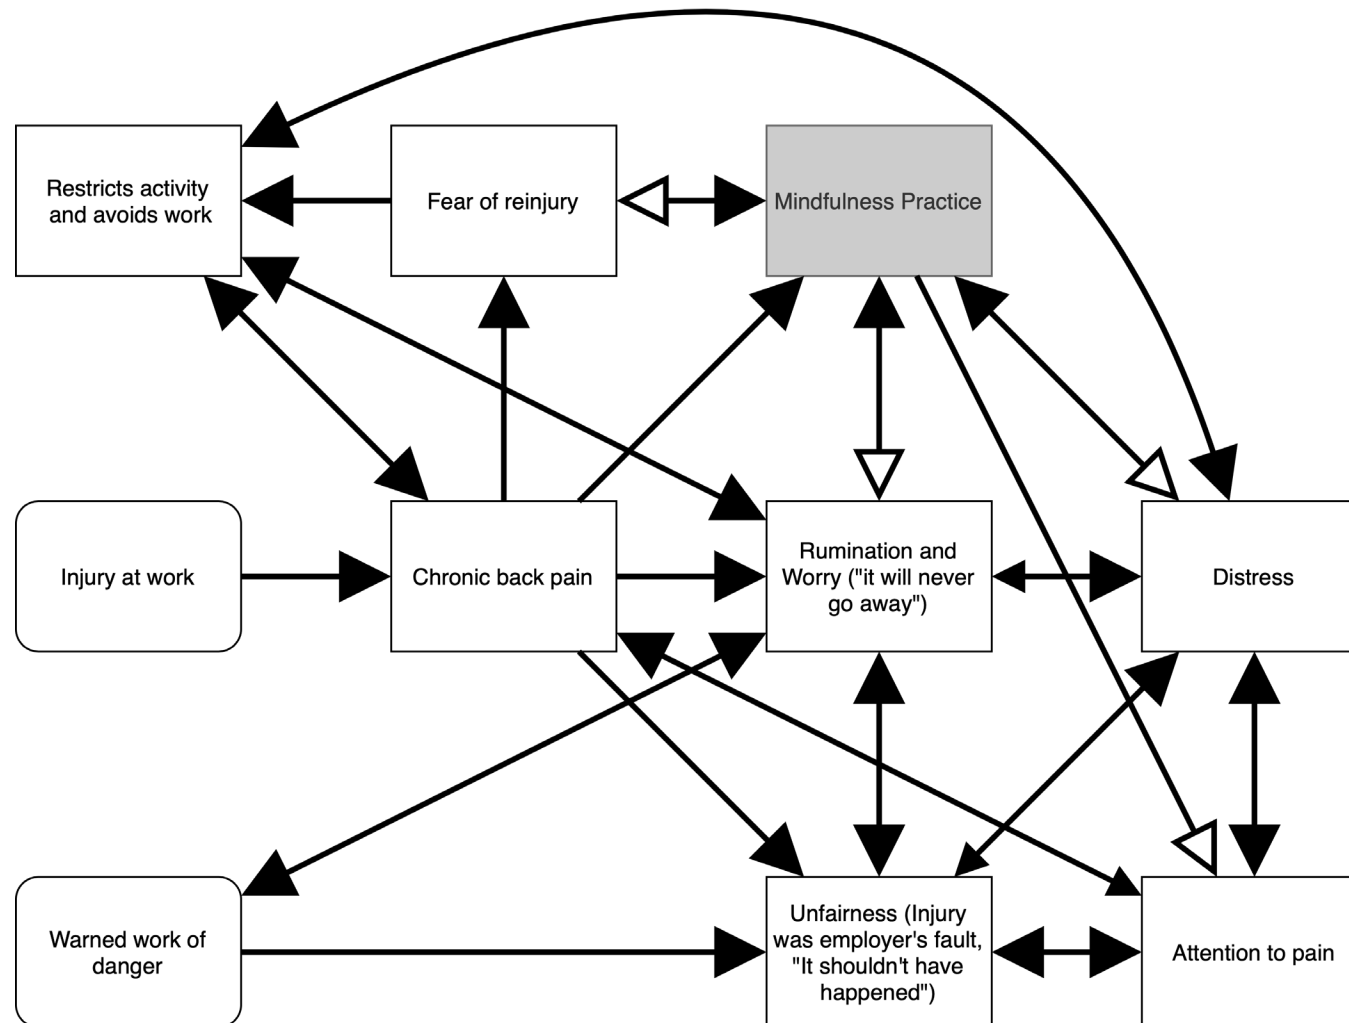 Restricts activity
and avoids work
Fear of reinjury
Mindfulness Practice
Injury at work
Chronic back pain
Rumination and
Worry ("it will never
go away")
Distress
Warned work of
danger
Unfairness (Injury
was employer's fault,
"It shouldn't have
happened")
Attention to pain